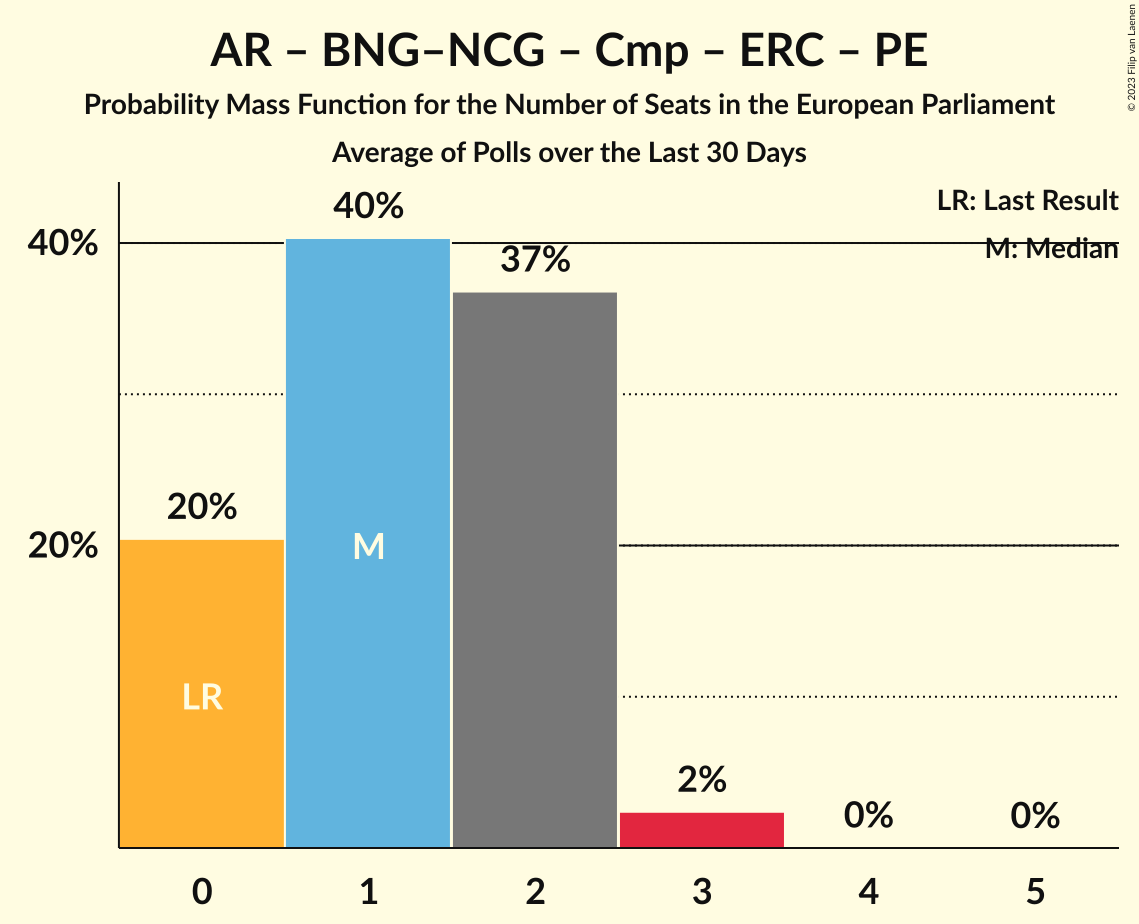 AR – BNG–NCG – Cmp – ERC – PE
Probability Mass Function for the Number of Seats in the European Parliament
Average of Polls over the Last 30 Days
© 2023 Filip van Laenen
LR: Last Result
M: Median
40%
20%
40%
37%
20%
2%
0%
0%
M
LR
0 1 2 3 4 5